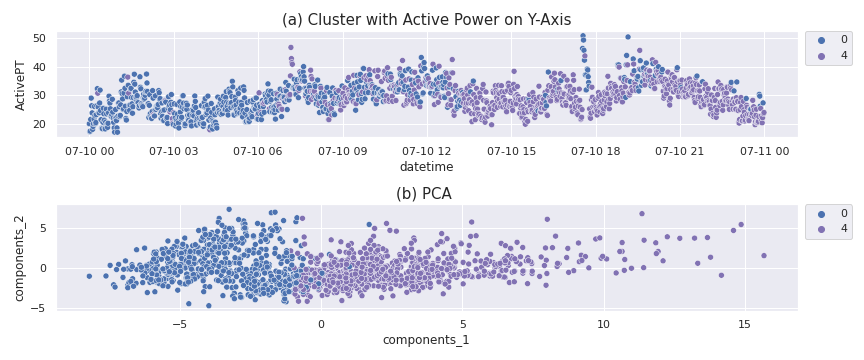 (a) Cluster with Active Power on Y-Axis
50
40
30
20
ActivePT
0
4
07-10 00 07-10 03 07-10 06 07-10 09 07-10 12 07-10 15 07-10 18 07-10 21 07-11 00
datetime
(b) PCA
5
0
−5
components_2
0
4
−5 0 5 10 15
components_1